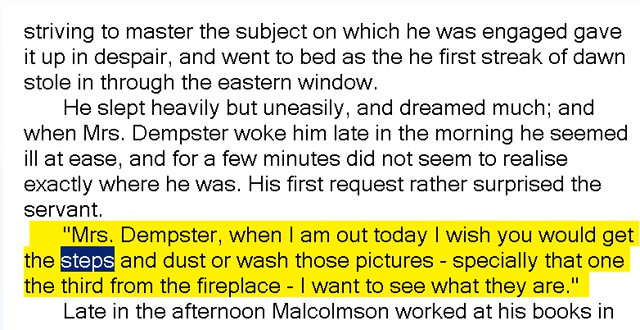 striving to master the subject on which he was engaged gave
it up in despair, and went to bed as the he first streak of dawn
stole in through the eastern window.
He slept heavily but uneasily, and dreamed much; and
when Mrs. Dempster woke him late in the morning he seemed
ill at ease, and for a few minutes did not seem to realise
exactly where he was. His first request rather surprised the
servant.
"Mrs. Dempster, when I am out today I wish you would get
the steps and dust or wash those pictures - specially that one
the third from the fireplace - I want to see what they are."
Late in the afternoon Malcolmson worked at his books in